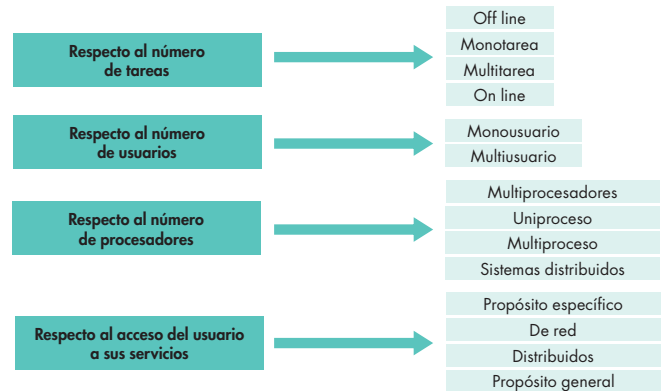 Respecto al número
de tareas
Off line
Monotarea
Multitarea
On line
Respecto al número
de usuarios
Monousuario
Multiusuario
Respecto al número
de procesadores
Multiprocesadores
Uniproceso
Multiproceso
Sistemas distribuidos
Respecto al acceso del usuario
a sus servicios
Propósito específico
De red
Distribuidos
Propósito general